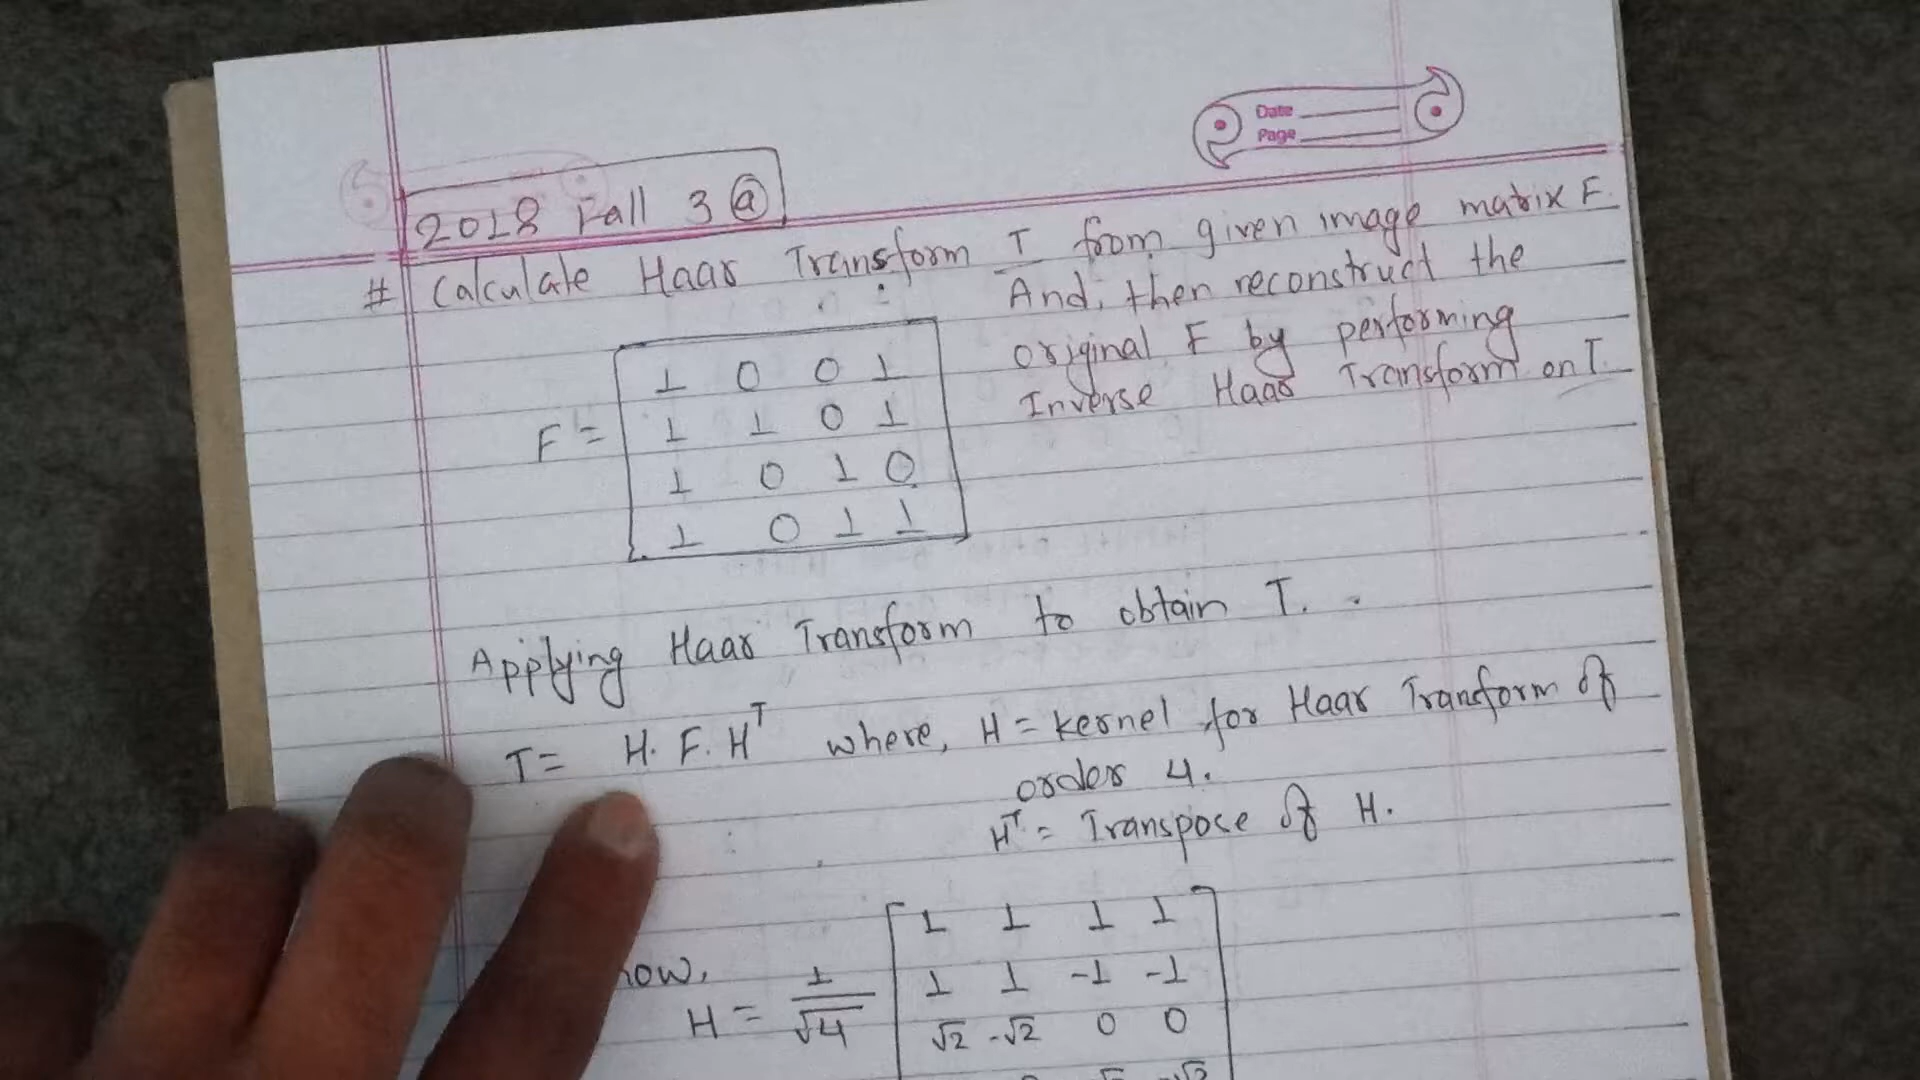 Date
Page
2018 Fall 3 (a)
# Calculate Haar Transform T from given image matrix F.
And, then reconstruct the
original F by performing
Inverse Haar Transform on T.
F = [ 1 0 0 1
1 1 0 1
1 0 1 0
1 0 1 1 ]
Applying Haar Transform to obtain T.
T = H. F. H^T where, H = kernel for Haar Transform of
order 4.
H^T = Transpose of H.
now,
H = 1/√4 [ 1 1 1 1
1 1 -1 -1
√2 -√2 0 0